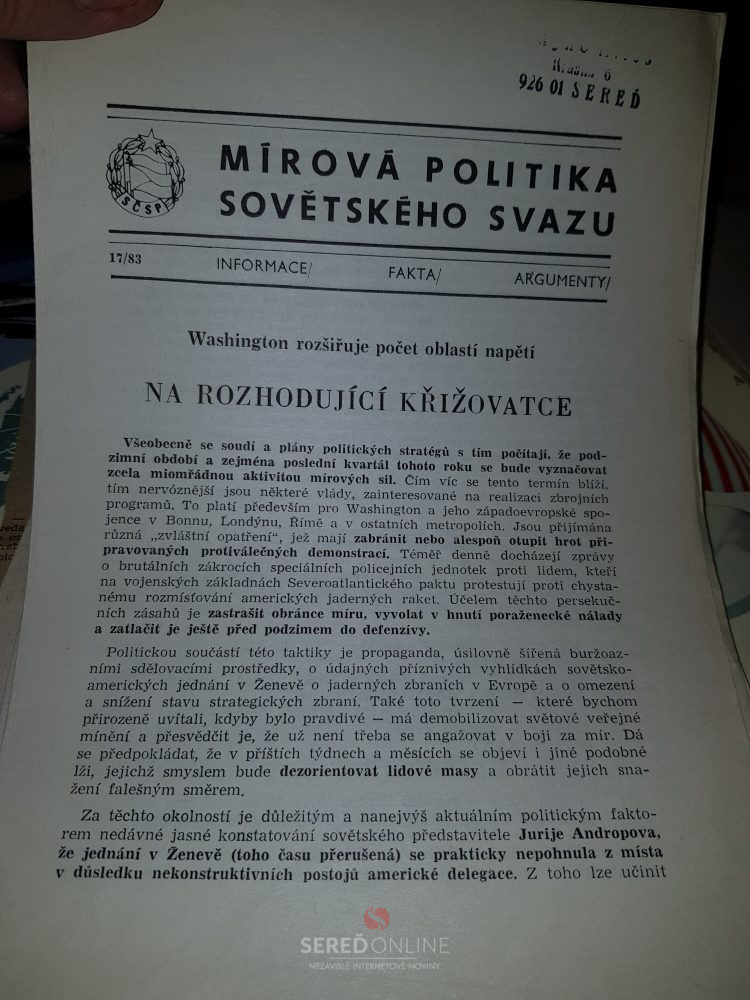 926 01 SEREĎ
MÍROVÁ POLITIKA
SOVĚTSKÉHO SVAZU
SČSP
17/83 INFORMACE/ FAKTA/ ARGUMENTY/
Washington rozšiřuje počet oblastí napětí
NA ROZHODUJÍCÍ KŘIŽOVATCE
Všeobecně se soudí a plány politických stratégů s tím počítají, že pod-
zimní období a zejména poslední kvartál tohoto roku se bude vyznačovat
zcela miomřádnou aktivitou mírových sil. Čím víc se tento termín blíží,
tím nervóznější jsou některé vlády, zainteresované na realizaci zbrojních
programů. To platí především pro Washington a jeho západoevropské spo-
jence v Bonnu, Londýnu, Římě a v ostatních metropolích. Jsou přijímána
různá „zvláštní opatření“, jež mají zabránit nebo alespoň otupit hrot při-
pravovaných protiválečných demonstrací. Téměř denně docházejí zprávy
o brutálních zákrocích speciálních policejních jednotek proti lidem, kteří
na vojenských základnách Severoatlantického paktu protestují proti chysta-
nému rozmísťování amerických jaderných raket. Účelem těchto persekuč-
ních zásahů je zastrašit obránce míru, vyvolat v hnutí poraženecké nálady
a zatlačit je ještě před podzimem do defenzívy.
Politickou součástí této taktiky je propaganda, úsilovně šířená buržoaz-
ními sdělovacími prostředky, o údajných příznivých vyhlídkách sovětsko-
amerických jednání v Ženevě o jaderných zbraních v Evropě a o omezení
a snížení stavu strategických zbraní. Také toto tvrzení — které bychom
přirozeně uvítali, kdyby bylo pravdivé — má demobilizovat světové veřejné
mínění a přesvědčit je, že už není třeba se angažovat v boji za mír. Dá
se předpokládat, že v příštích týdnech a měsících se objeví i jiné podobné
lži, jejichž smyslem bude dezorientovat lidové masy a obrátit jejich sna-
žení falešným směrem.
Za těchto okolností je důležitým a nanejvýš aktuálním politickým fakto-
rem nedávné jasné konstatování sovětského představitele Jurije Andropova,
že jednání v Ženevě (toho času přerušená) se prakticky nepohnula z místa
v důsledku nekonstruktivních postojů americké delegace. Z toho lze učinit
SEREĎONLINE
NEZÁVISLÉ INTERNETOVÉ NOVINY